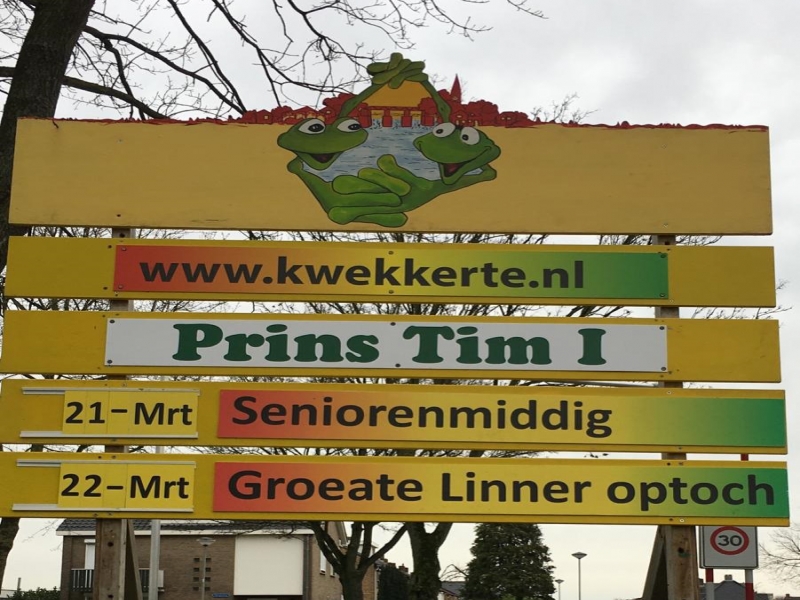 www.kwekkerte.nl
Prins Tim I
21-Mrt Seniorenmiddig
22-Mrt Groeate Linner optoch
30